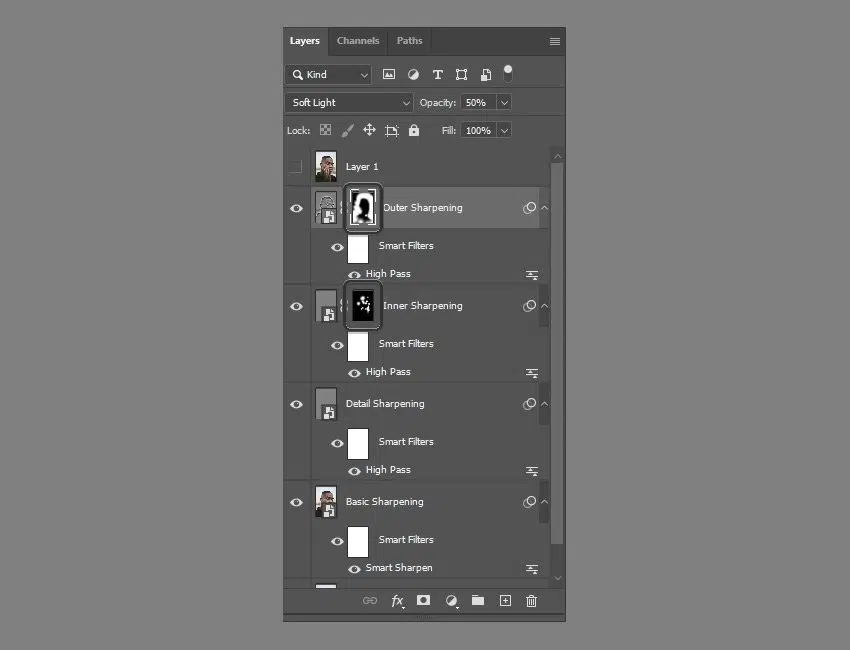 Layers Channels Paths
Kind
Soft Light Opacity: 50%
Lock: Fill: 100%
Layer 1
Outer Sharpening
Smart Filters
High Pass
Inner Sharpening
Smart Filters
High Pass
Detail Sharpening
Smart Filters
High Pass
Basic Sharpening
Smart Filters
Smart Sharpen
fx